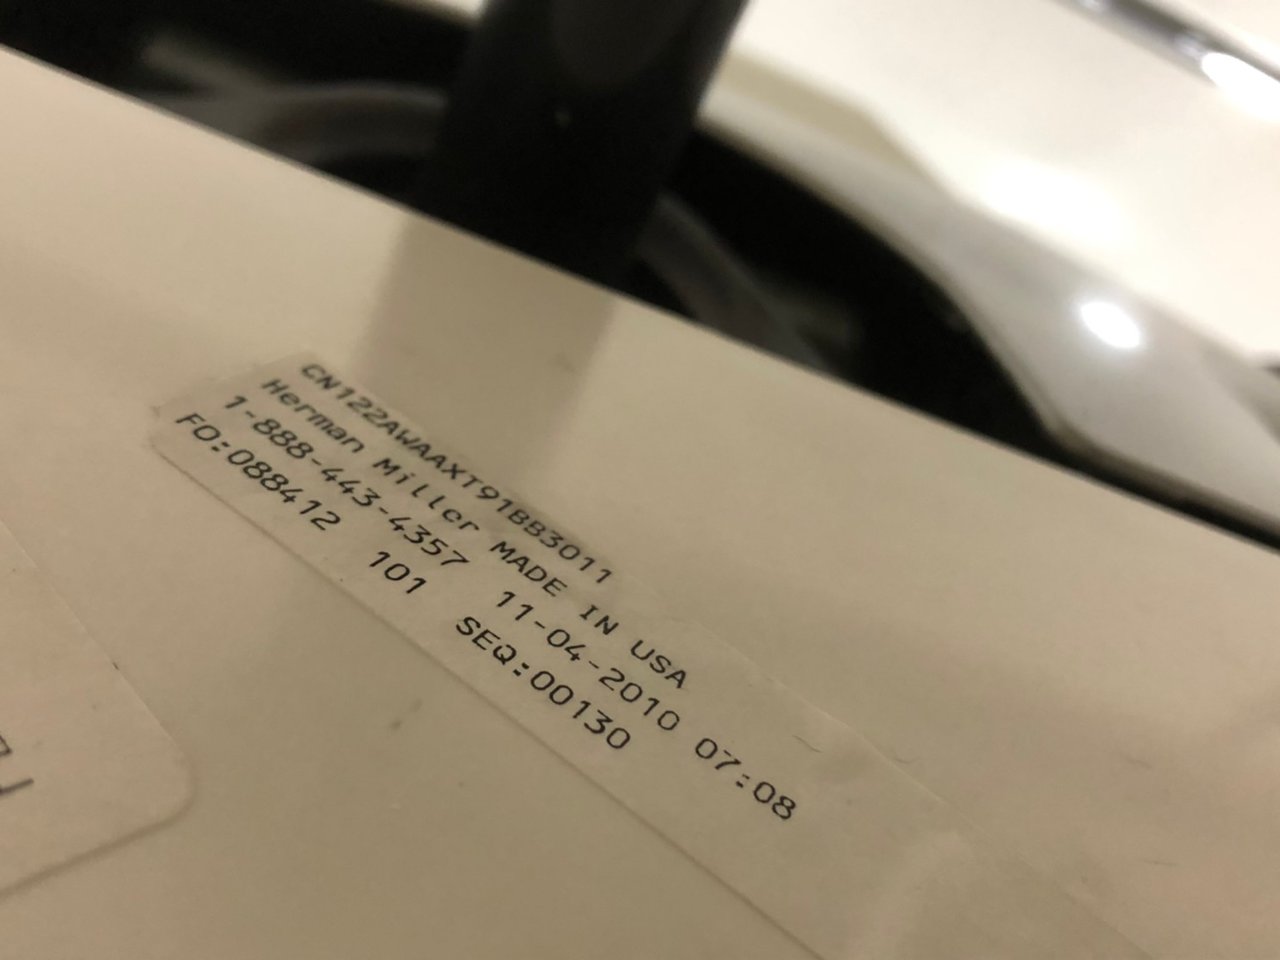 CN122AWAAXT91BB3011
Herman Miller MADE IN USA
1-888-443-4357 11-04-2010 07:08
FO:088412 101 SEQ:00130